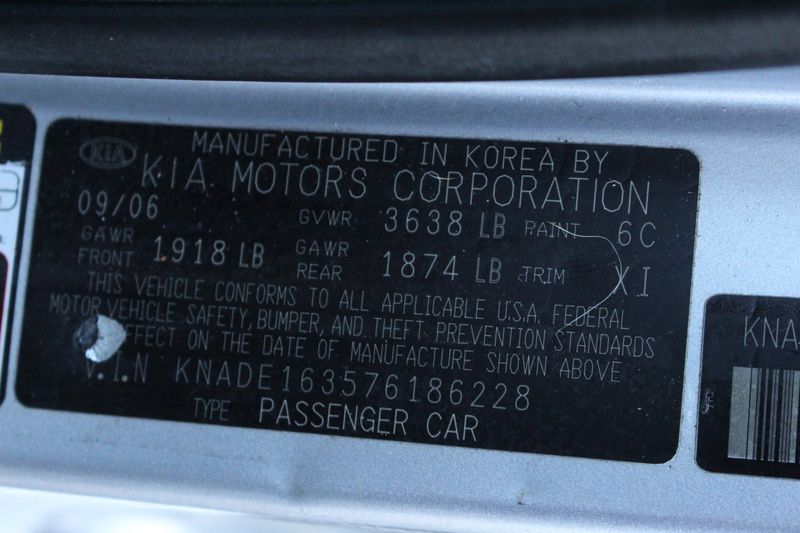 KIA MANUFACTURED IN KOREA BY
KIA MOTORS CORPORATION
09/06 GVWR 3638 LB PAINT 6C
GAWR FRONT 1918 LB GAWR REAR 1874 LB TRIM XI
THIS VEHICLE CONFORMS TO ALL APPLICABLE U.S.A. FEDERAL
MOTOR VEHICLE SAFETY, BUMPER, AND THEFT PREVENTION STANDARDS
EFFECT ON THE DATE OF MANUFACTURE SHOWN ABOVE
V.I.N KNADE163576186228
TYPE PASSENGER CAR
KNA